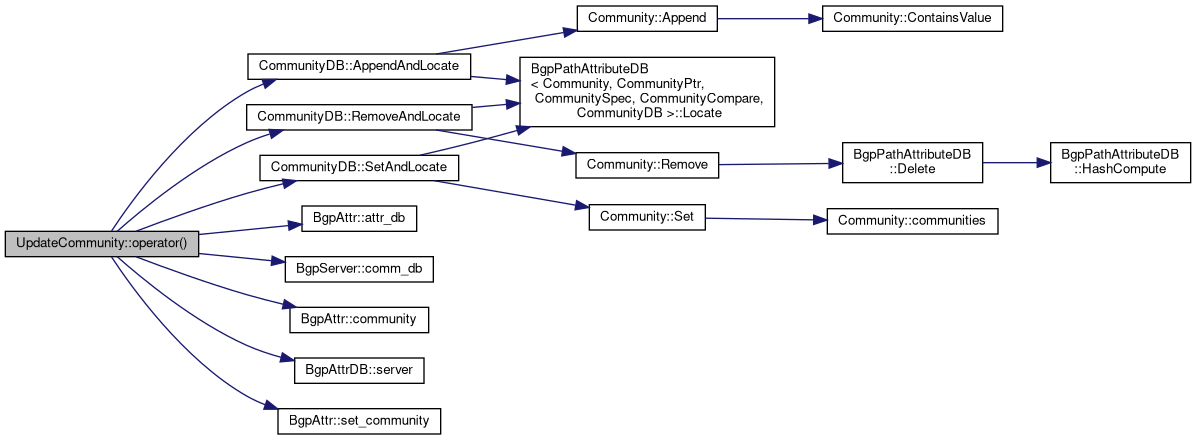 UpdateCommunity::operator()
CommunityDB::AppendAndLocate
CommunityDB::RemoveAndLocate
CommunityDB::SetAndLocate
BgpAttr::attr_db
BgpServer::comm_db
BgpAttr::community
BgpAttrDB::server
BgpAttr::set_community
Community::Append
BgpPathAttributeDB
< Community, CommunityPtr,
CommunitySpec, CommunityCompare,
CommunityDB >::Locate
Community::Remove
Community::Set
Community::ContainsValue
BgpPathAttributeDB
::Delete
Community::communities
BgpPathAttributeDB
::HashCompute